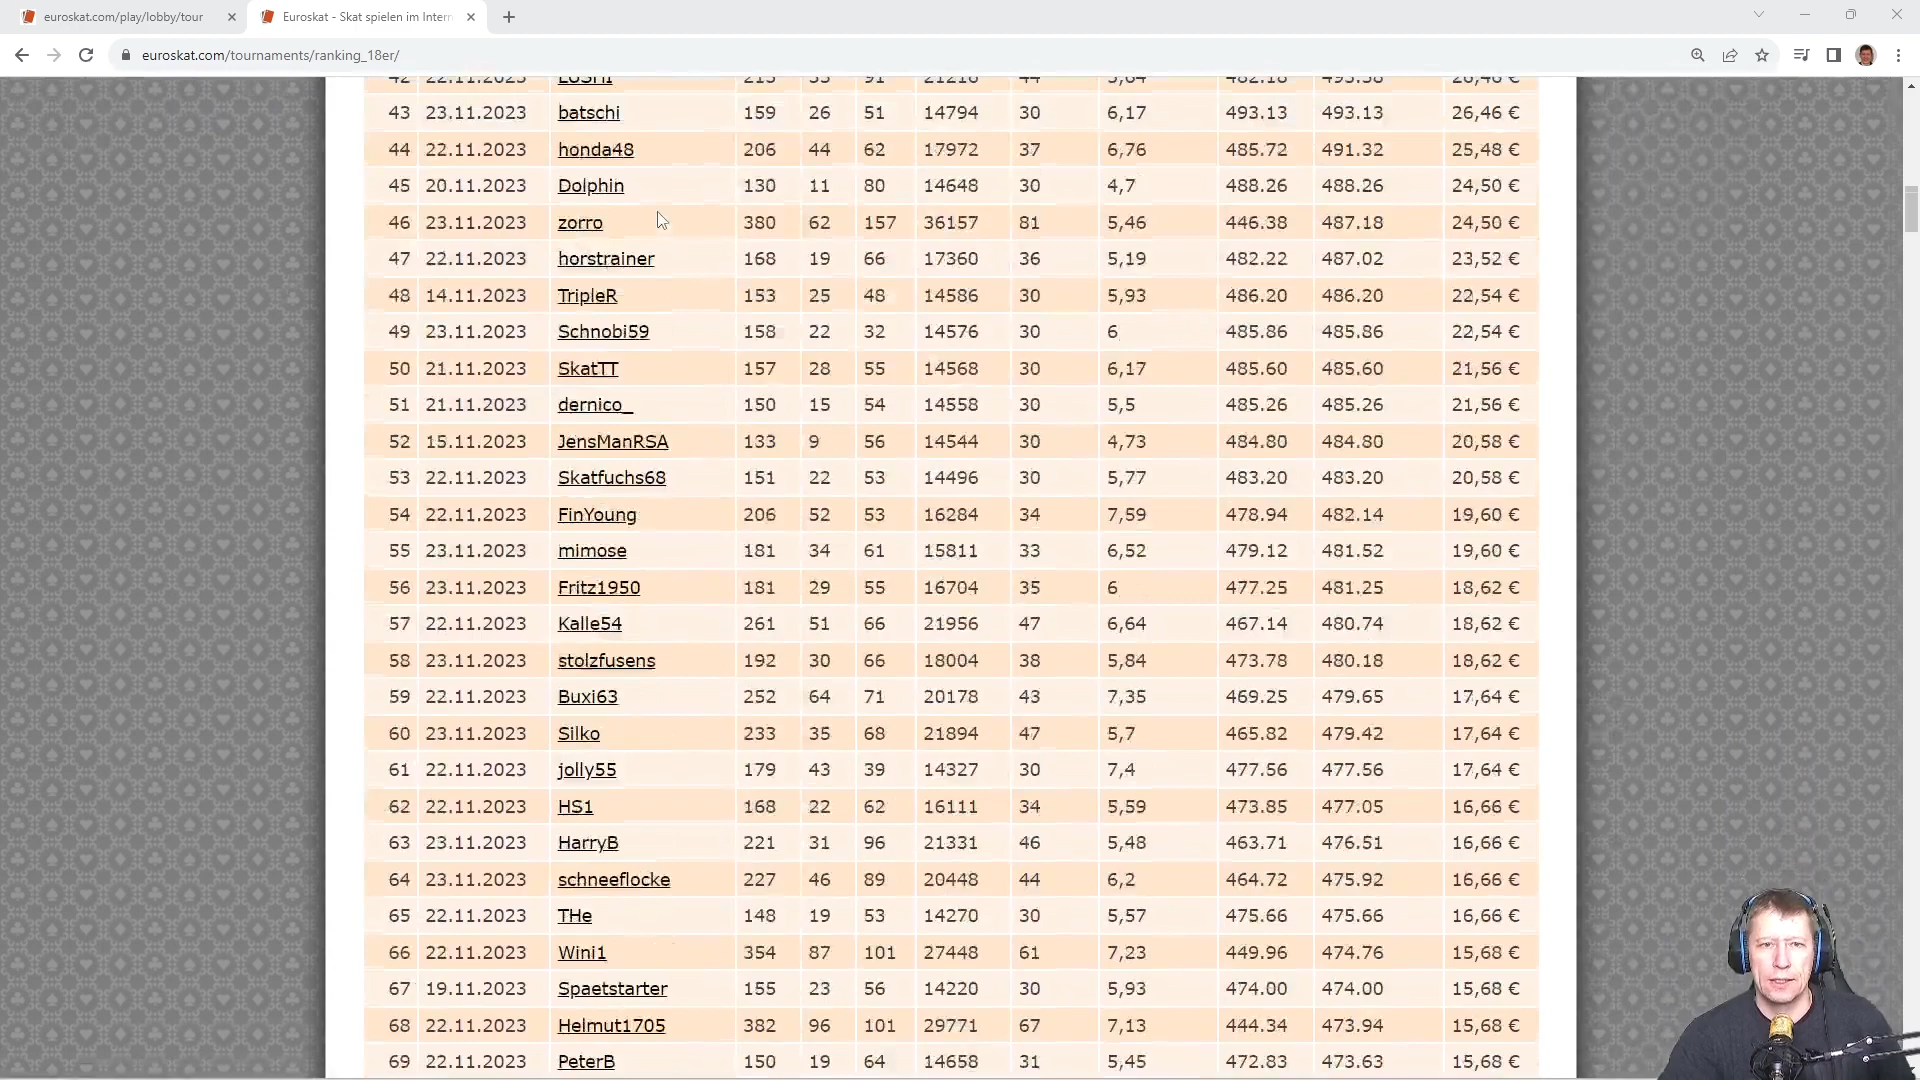 euroskat.com/play/lobby/tour
Euroskat - Skat spielen im Intern
euroskat.com/tournaments/ranking_18er/
42 22.11.2023 215 33 91 21216 44 5,64 482.18 493.38 26,46 €
43 23.11.2023 batschi 159 26 51 14794 30 6,17 493.13 493.13 26,46 €
44 22.11.2023 honda48 206 44 62 17972 37 6,76 485.72 491.32 25,48 €
45 20.11.2023 Dolphin 130 11 80 14648 30 4,7 488.26 488.26 24,50 €
46 23.11.2023 zorro 380 62 157 36157 81 5,46 446.38 487.18 24,50 €
47 22.11.2023 horstrainer 168 19 66 17360 36 5,19 482.22 487.02 23,52 €
48 14.11.2023 TripleR 153 25 48 14586 30 5,93 486.20 486.20 22,54 €
49 23.11.2023 Schnobi59 158 22 32 14576 30 6 485.86 485.86 22,54 €
50 21.11.2023 SkatTT 157 28 55 14568 30 6,17 485.60 485.60 21,56 €
51 21.11.2023 dernico_ 150 15 54 14558 30 5,5 485.26 485.26 21,56 €
52 15.11.2023 JensManRSA 133 9 56 14544 30 4,73 484.80 484.80 20,58 €
53 22.11.2023 Skatfuchs68 151 22 53 14496 30 5,77 483.20 483.20 20,58 €
54 22.11.2023 FinYoung 206 52 53 16284 34 7,59 478.94 482.14 19,60 €
55 23.11.2023 mimose 181 34 61 15811 33 6,52 479.12 481.52 19,60 €
56 23.11.2023 Fritz1950 181 29 55 16704 35 6 477.25 481.25 18,62 €
57 22.11.2023 Kalle54 261 51 66 21956 47 6,64 467.14 480.74 18,62 €
58 23.11.2023 stolzfusens 192 30 66 18004 38 5,84 473.78 480.18 18,62 €
59 22.11.2023 Buxi63 252 64 71 20178 43 7,35 469.25 479.65 17,64 €
60 23.11.2023 Silko 233 35 68 21894 47 5,7 465.82 479.42 17,64 €
61 22.11.2023 jolly55 179 43 39 14327 30 7,4 477.56 477.56 17,64 €
62 22.11.2023 HS1 168 22 62 16111 34 5,59 473.85 477.05 16,66 €
63 23.11.2023 HarryB 221 31 96 21331 46 5,48 463.71 476.51 16,66 €
64 23.11.2023 schneeflocke 227 46 89 20448 44 6,2 464.72 475.92 16,66 €
65 22.11.2023 THe 148 19 53 14270 30 5,57 475.66 475.66 16,66 €
66 22.11.2023 Wini1 354 87 101 27448 61 7,23 449.96 474.76 15,68 €
67 19.11.2023 Spaetstarter 155 23 56 14220 30 5,93 474.00 474.00 15,68 €
68 22.11.2023 Helmut1705 382 96 101 29771 67 7,13 444.34 473.94 15,68 €
69 22.11.2023 PeterB 150 19 64 14658 31 5,45 472.83 473.63 15,68 €